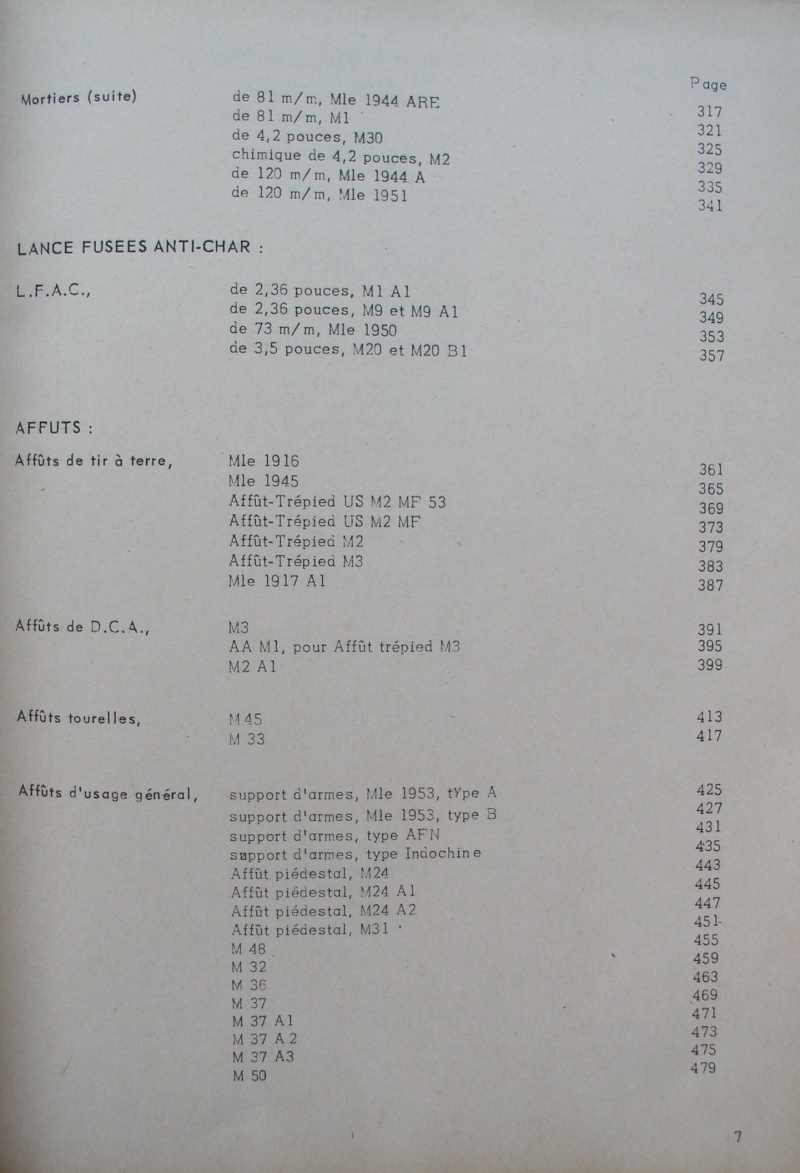 Page
Mortiers (suite) de 81 m/m, Mle 1944 ARE 317
de 81 m/m, M1 321
de 4,2 pouces, M30 325
chimique de 4,2 pouces, M2 329
de 120 m/m, Mle 1944 A 335
de 120 m/m, Mle 1951 341
LANCE FUSEES ANTI-CHAR :
L.F.A.C., de 2,36 pouces, M1 A1 345
de 2,36 pouces, M9 et M9 A1 349
de 73 m/m, Mle 1950 353
de 3,5 pouces, M20 et M20 B1 357
AFFUTS :
Affûts de tir à terre, Mle 1916 361
Mle 1945 365
Affût-Trépied US M2 MF 53 369
Affût-Trépied US M2 MF 373
Affût-Trépied M2 379
Affût-Trépied M3 383
Mle 1917 A1 387
Affûts de D.C.A., M3 391
AA M1, pour Affût trépied M3 395
M2 A1 399
Affûts tourelles, M45 413
M 33 417
Affûts d'usage général, support d'armes, Mle 1953, type A 425
support d'armes, Mle 1953, type B 427
support d'armes, type AFN 431
support d'armes, type Indochine 435
Affût piédestal, M24 443
Affût piédestal, M24 A1 445
Affût piédestal, M24 A2 447
Affût piédestal, M31 451
M 48 455
M 32 459
M 36 463
M 37 469
M 37 A1 471
M 37 A2 473
M 37 A3 475
M 50 479
7